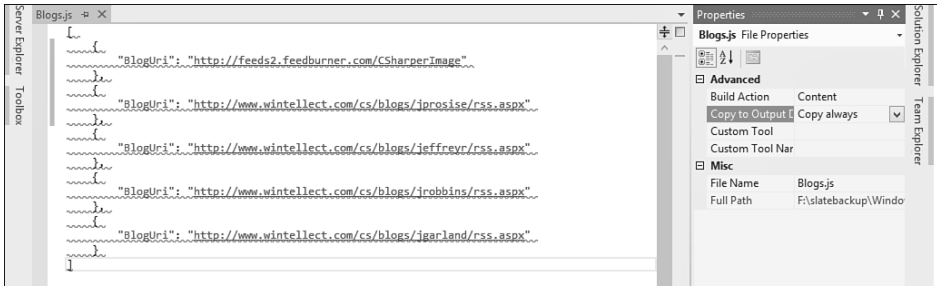 Server Explorer
Toolbox
Blogs.js
[
{
"BlogUri": "http://feeds2.feedburner.com/CSharperImage"
},
{
"BlogUri": "http://www.wintellect.com/cs/blogs/jprosise/rss.aspx"
},
{
"BlogUri": "http://www.wintellect.com/cs/blogs/jeffreyr/rss.aspx"
},
{
"BlogUri": "http://www.wintellect.com/cs/blogs/jrobbins/rss.aspx"
},
{
"BlogUri": "http://www.wintellect.com/cs/blogs/jgarland/rss.aspx"
}
]
Properties
Blogs.js File Properties
Advanced
Build Action Content
Copy to Output D Copy always
Custom Tool
Custom Tool Nar
Misc
File Name Blogs.js
Full Path F:\slatebackup\Window
Solution Explorer
Team Explorer